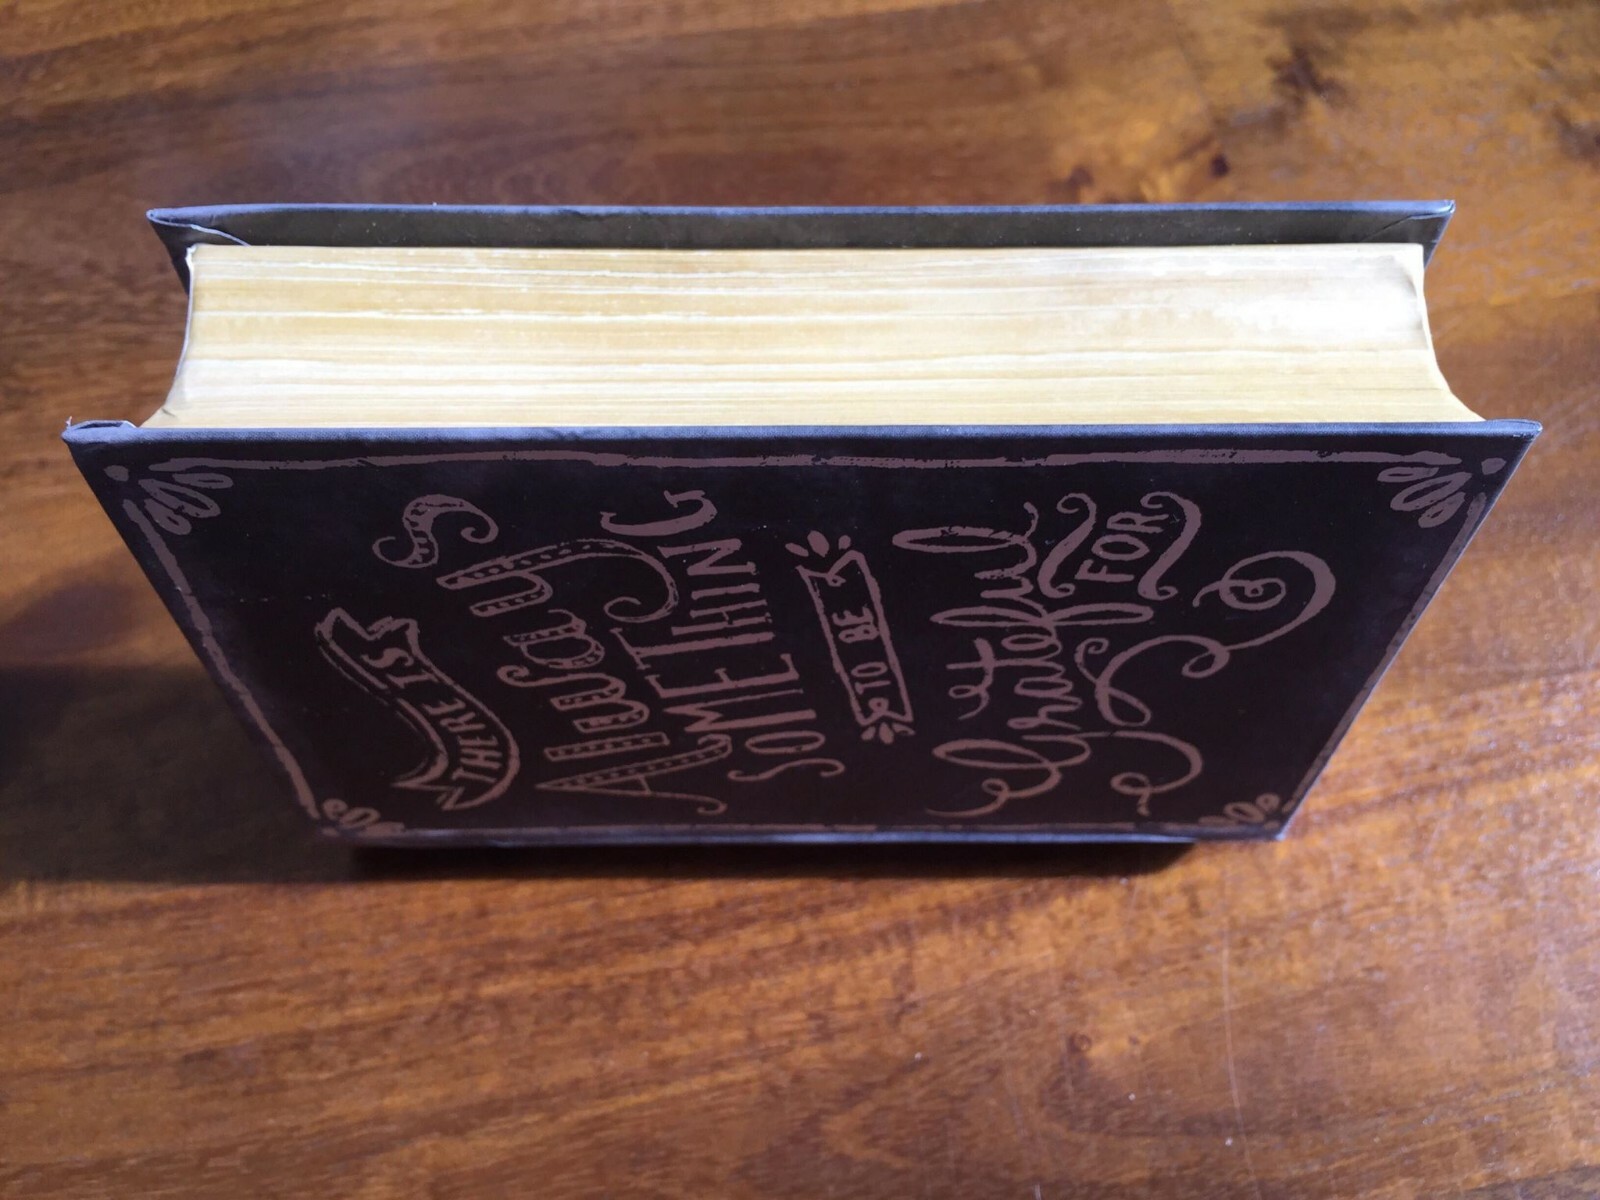 THERE IS
Always
SOMETHING
TO BE
Grateful
FOR